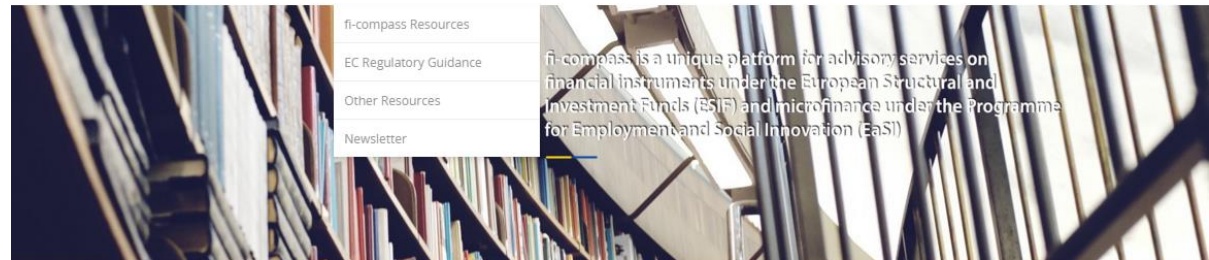 fi-compass Resources
EC Regulatory Guidance
Other Resources
Newsletter
fi-compass is a unique platform for advisory services on
financial instruments under the European Structural and
Investment Funds (ESIF) and microfinance under the Programme
for Employment and Social Innovation (EaSI)